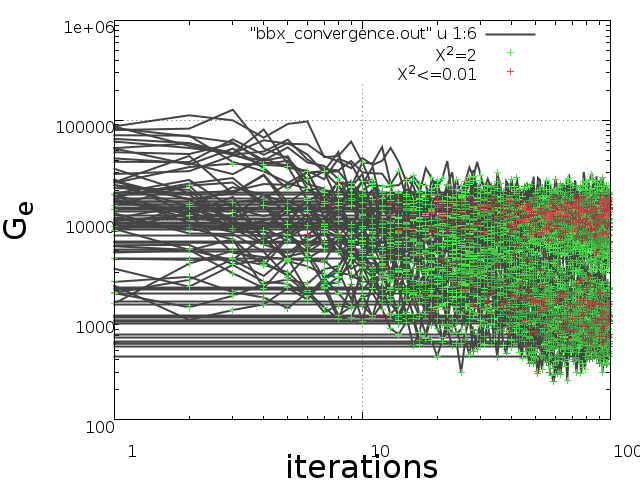 1e+06
"bbx_convergence.out" u 1:6
X²=2
X²<=0.01
100000
Gₑ
10000
1000
100
1
10
100
iterations